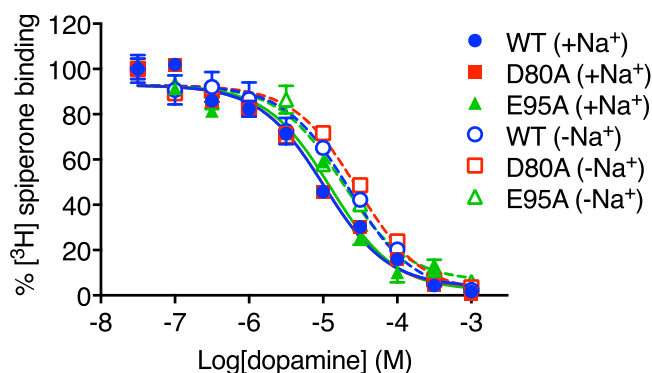 120
100
80
60
40
20
0
% [³H] spiperone binding
-8 -7 -6 -5 -4 -3
Log[dopamine] (M)
WT (+Na⁺)
D80A (+Na⁺)
E95A (+Na⁺)
WT (-Na⁺)
D80A (-Na⁺)
E95A (-Na⁺)